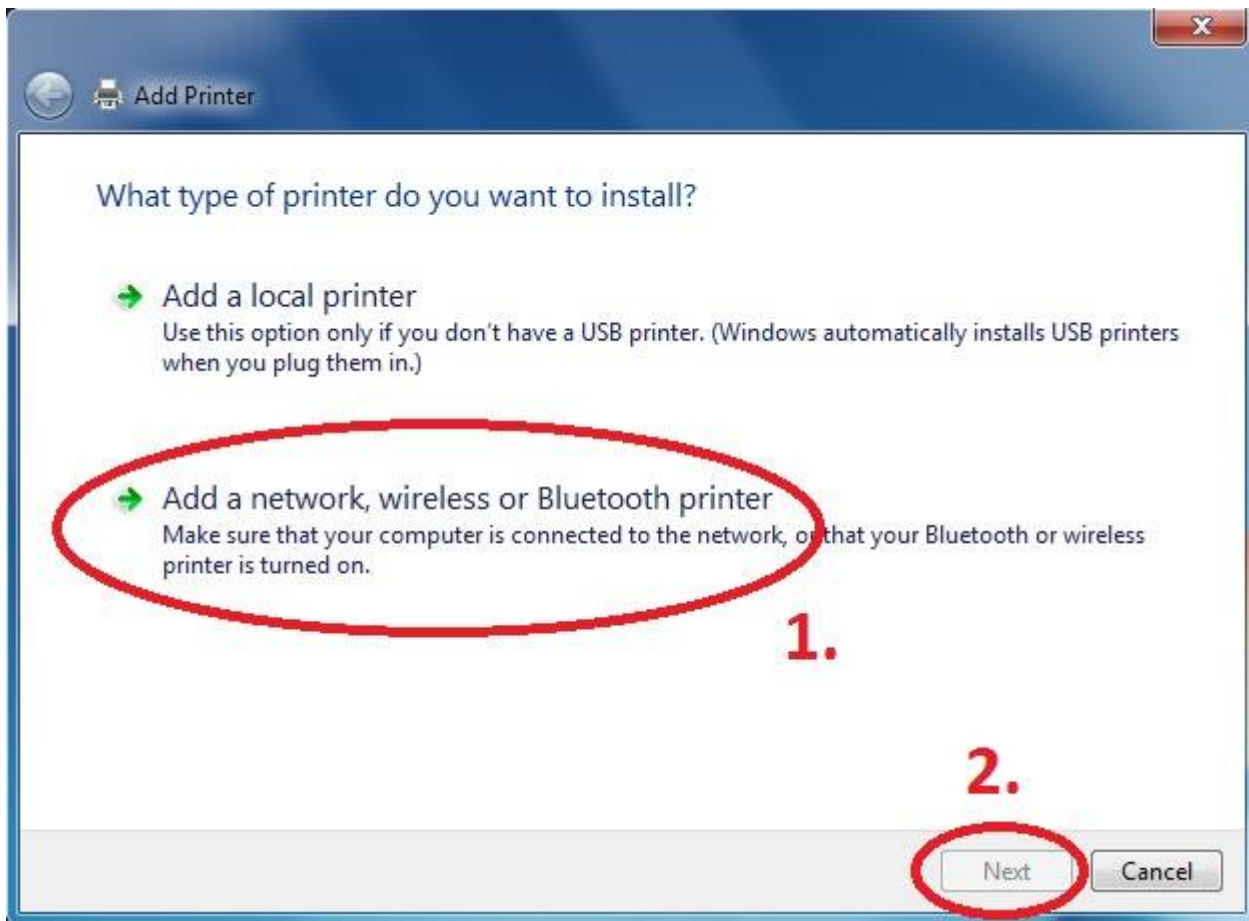 Add Printer
What type of printer do you want to install?
Add a local printer
Use this option only if you don't have a USB printer. (Windows automatically installs USB printers
when you plug them in.)
Add a network, wireless or Bluetooth printer
Make sure that your computer is connected to the network, or that your Bluetooth or wireless
printer is turned on.
1.
2.
Next Cancel